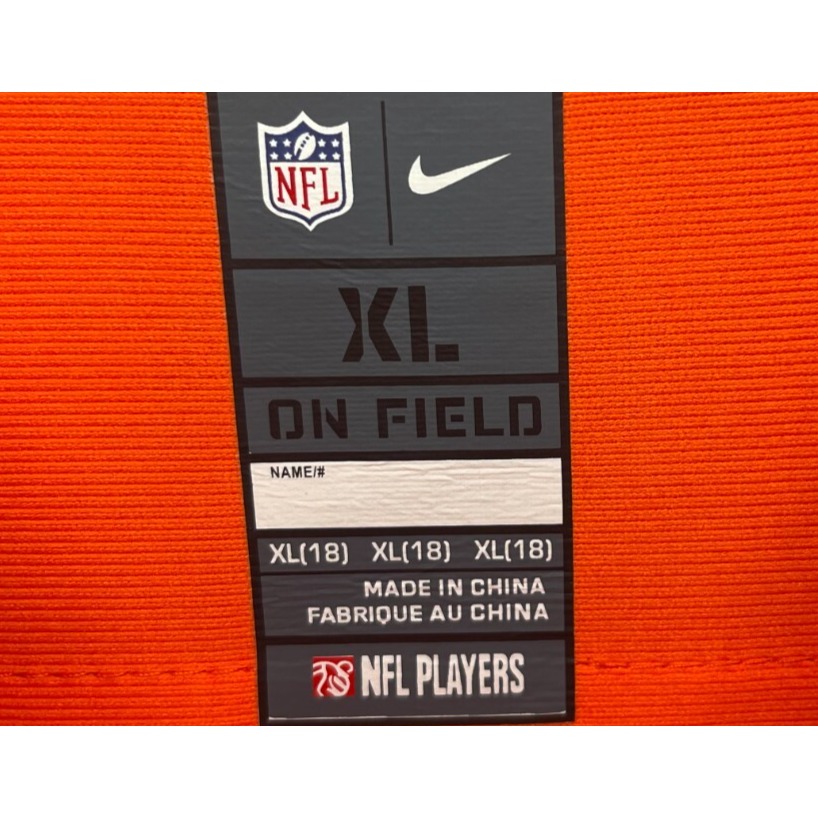 NFL
XL
ON FIELD
NAME/#
XL(18) XL(18) XL(18)
MADE IN CHINA
FABRIQUE AU CHINA
NFL PLAYERS